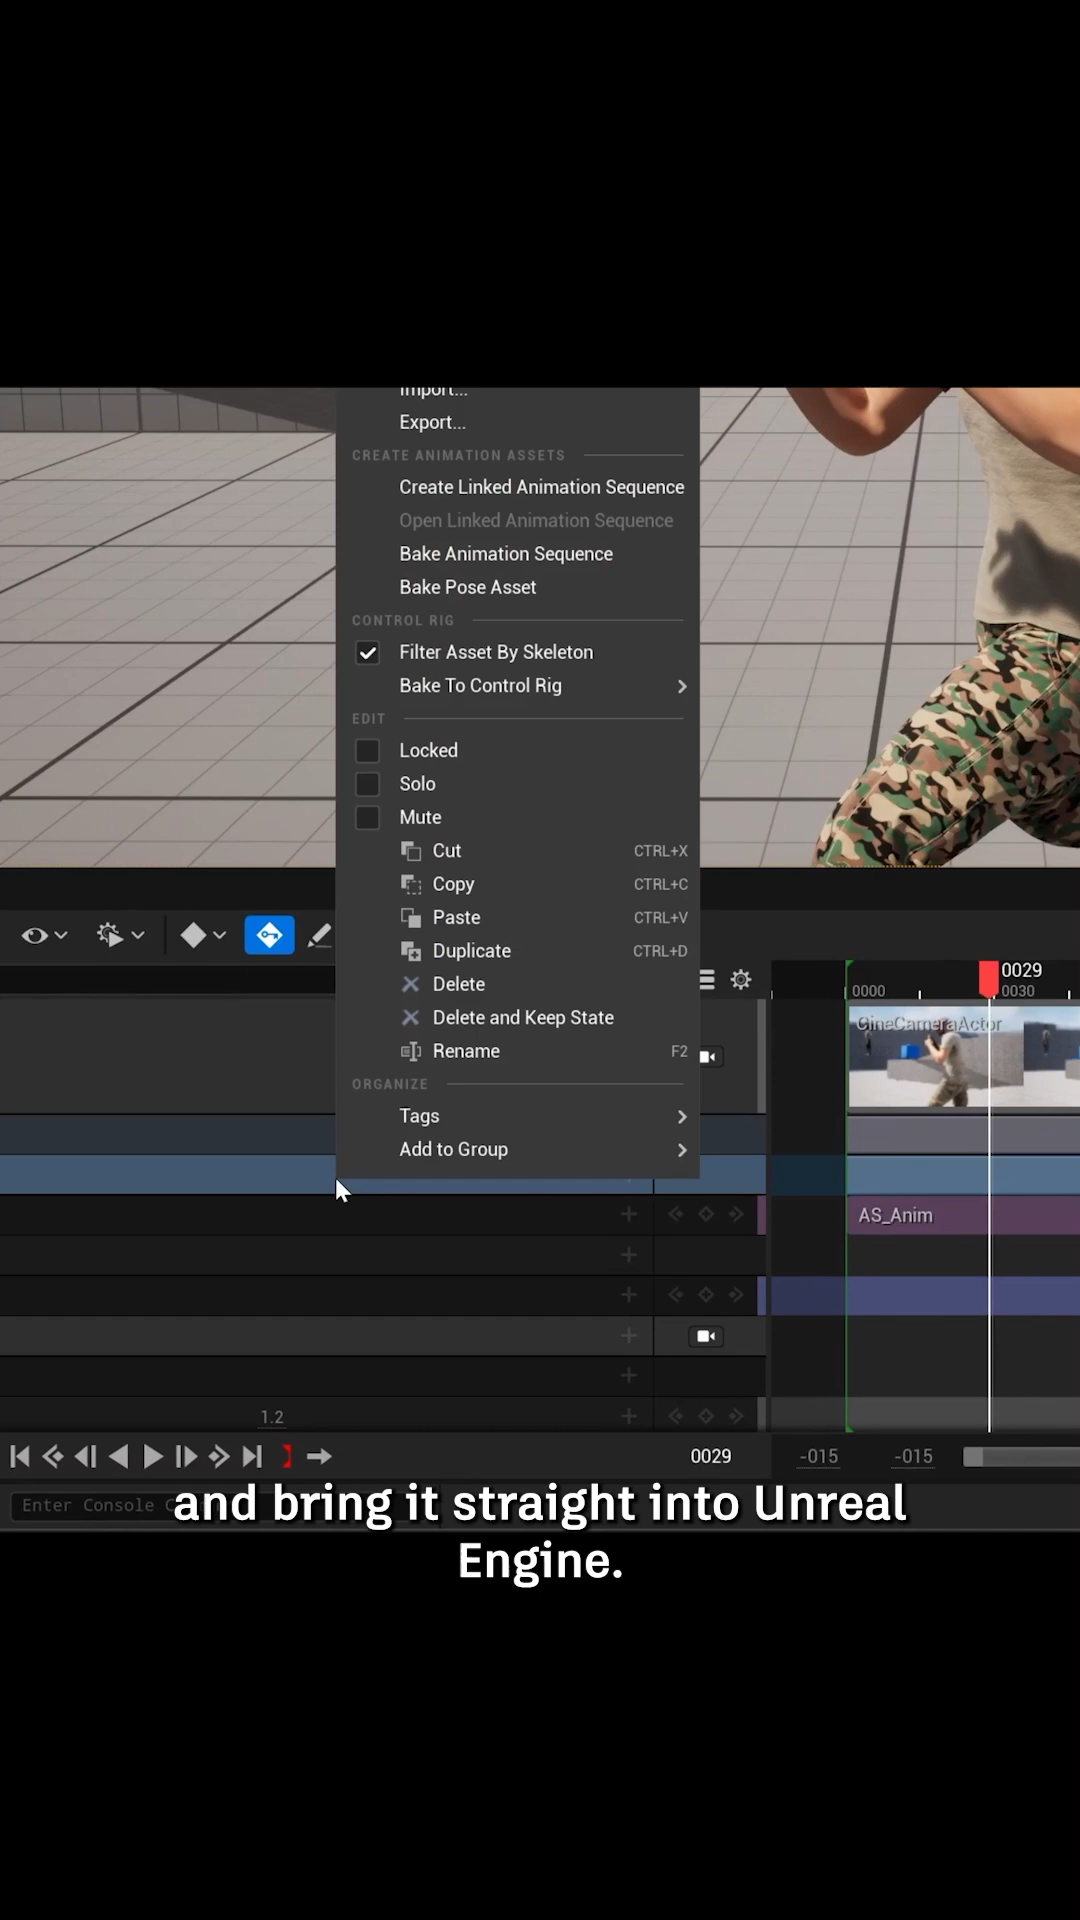 Import...
Export...
CREATE ANIMATION ASSETS
Create Linked Animation Sequence
Open Linked Animation Sequence
Bake Animation Sequence
Bake Pose Asset
CONTROL RIG
Filter Asset By Skeleton
Bake To Control Rig
EDIT
Locked
Solo
Mute
Cut CTRL+X
Copy CTRL+C
Paste CTRL+V
Duplicate CTRL+D
Delete
Delete and Keep State
Rename F2
ORGANIZE
Tags
Add to Group
0029
0000 0030
CineCameraActor
AS_Anim
1.2
0029 -015 -015
Enter Console
and bring it straight into Unreal
Engine.